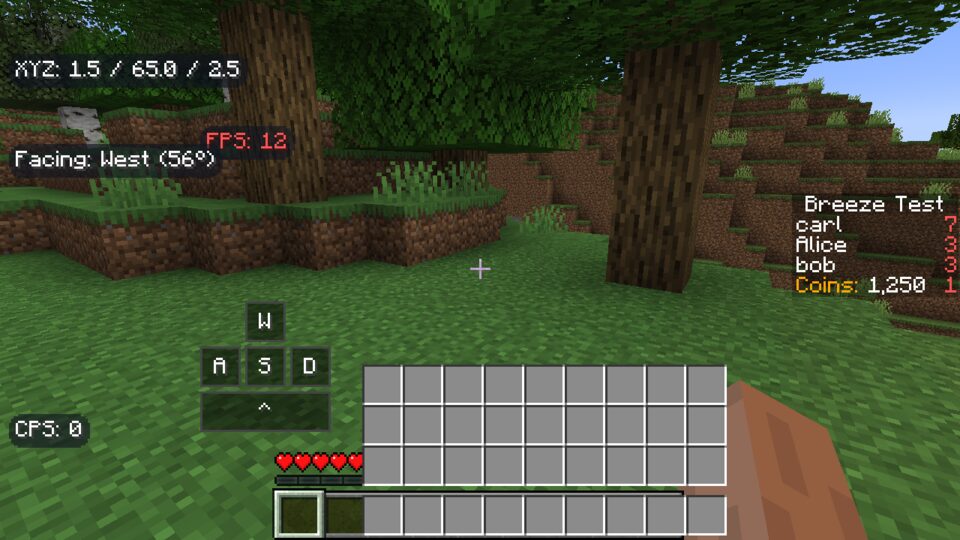 XYZ: 1.5 / 65.0 / 2.5
FPS: 12
Facing: West (56°)
Breeze Test
carl 7
Alice 3
bob 3
Coins: 1,250 1
W
A S D
^
CPS: 0